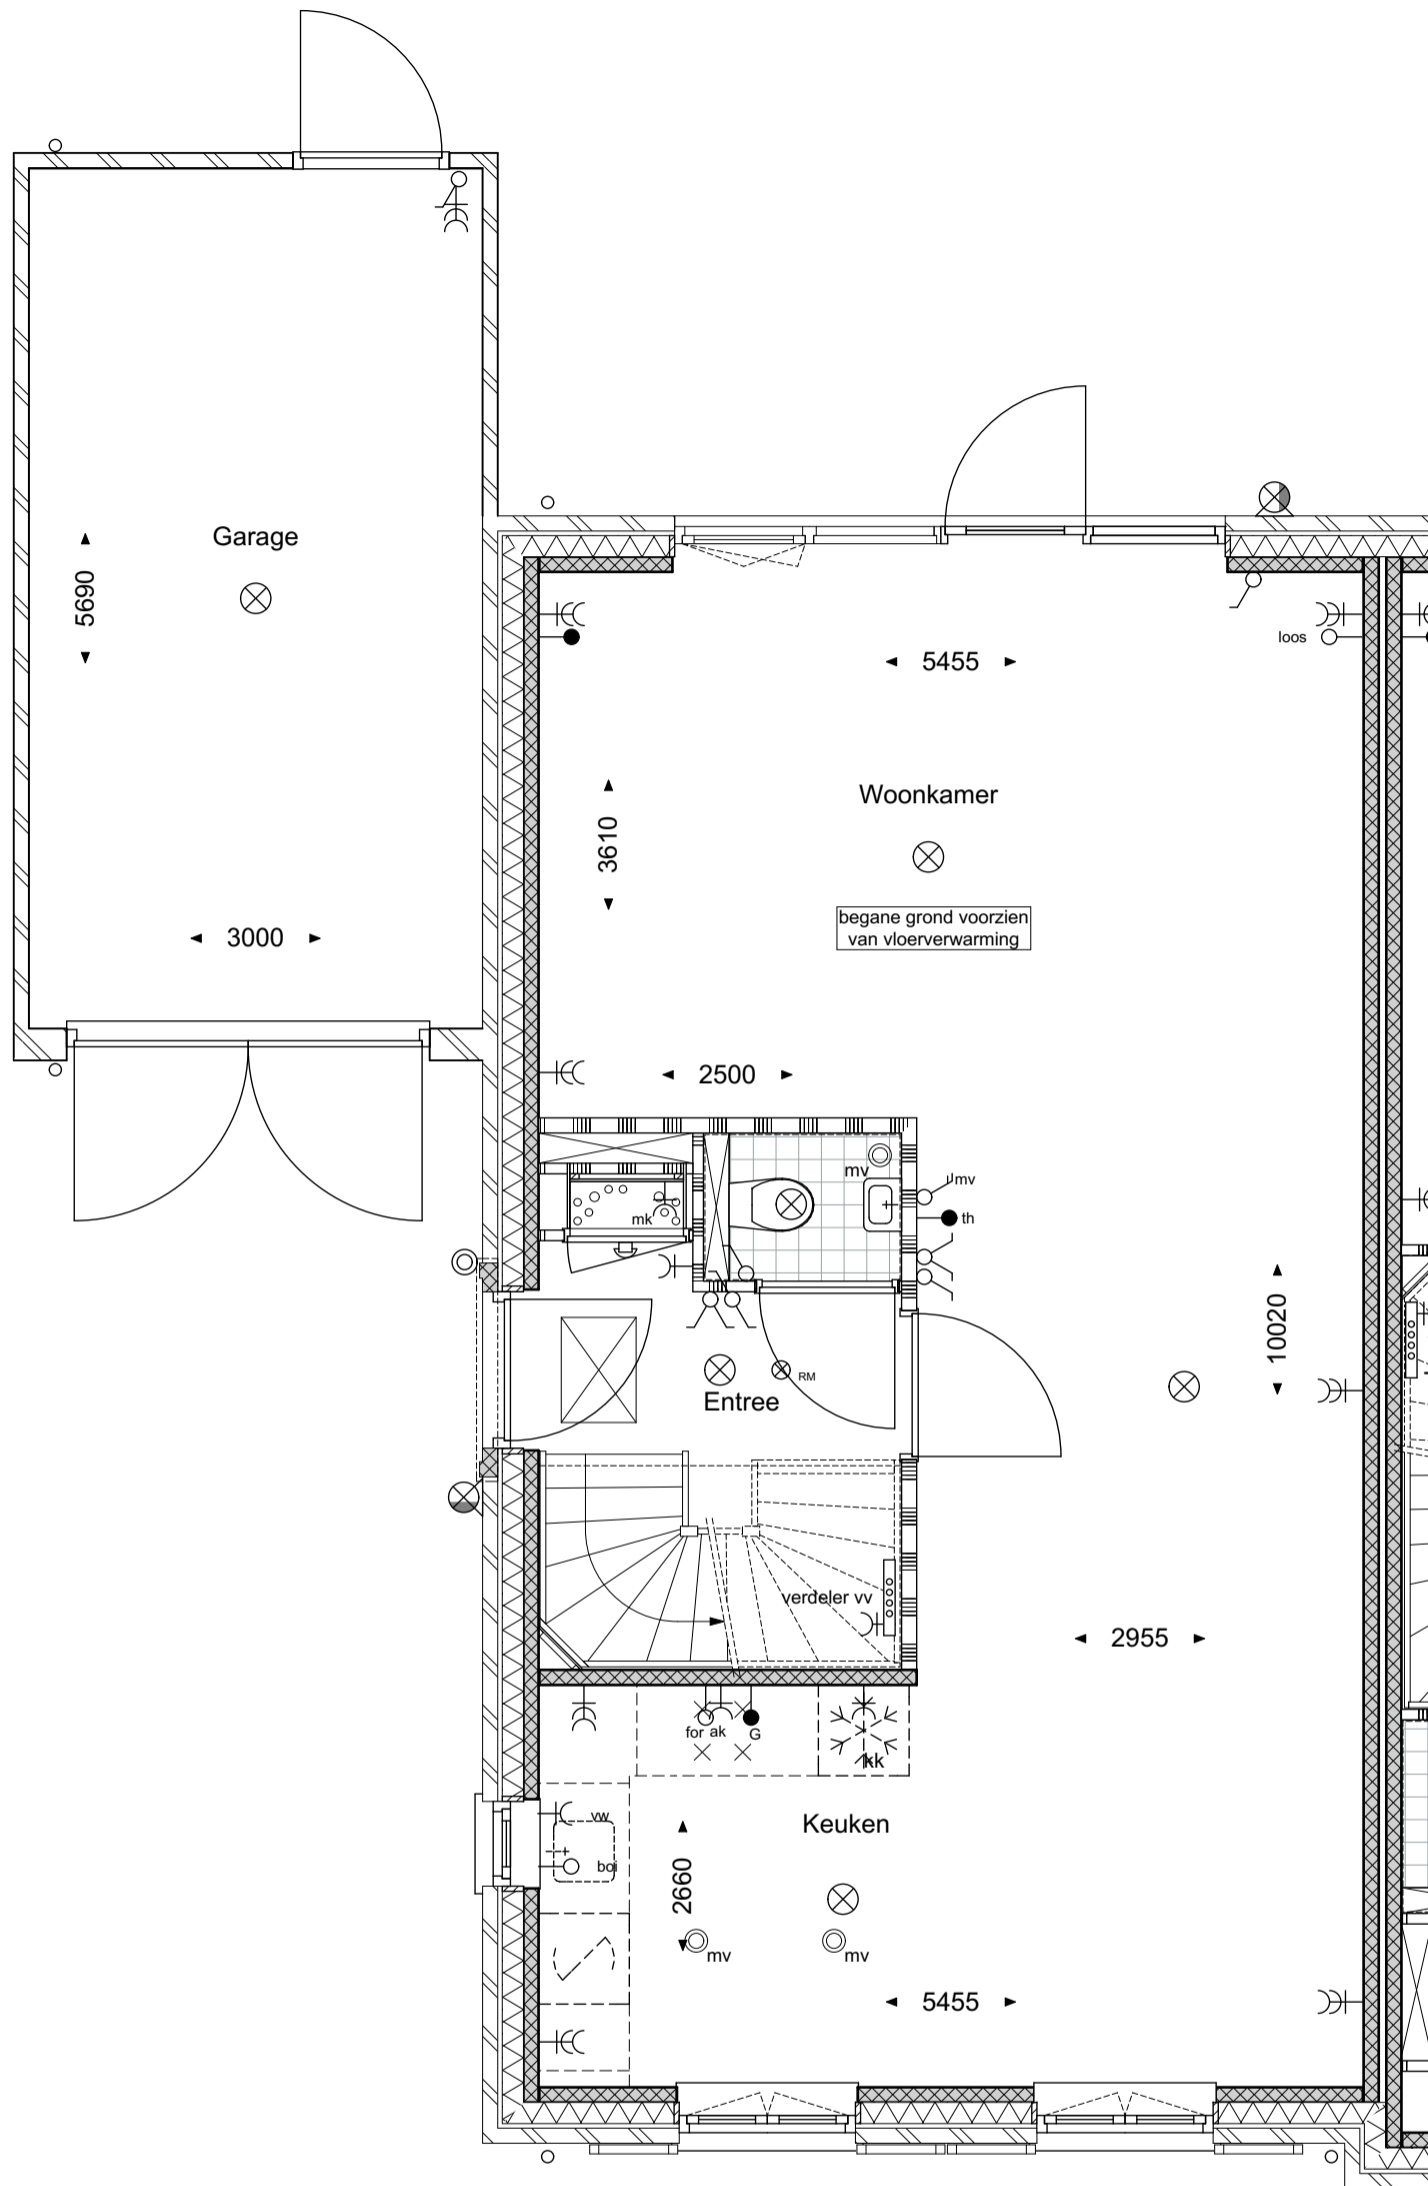 Garage
5690
3000
loos
5455
Woonkamer
3610
begane grond voorzien
van vloerverwarming
2500
mv
mv
mk
th
10020
RM
Entree
verdeler vv
2955
for ak
G
kk
vw
Keuken
boi
2660
mv
mv
5455